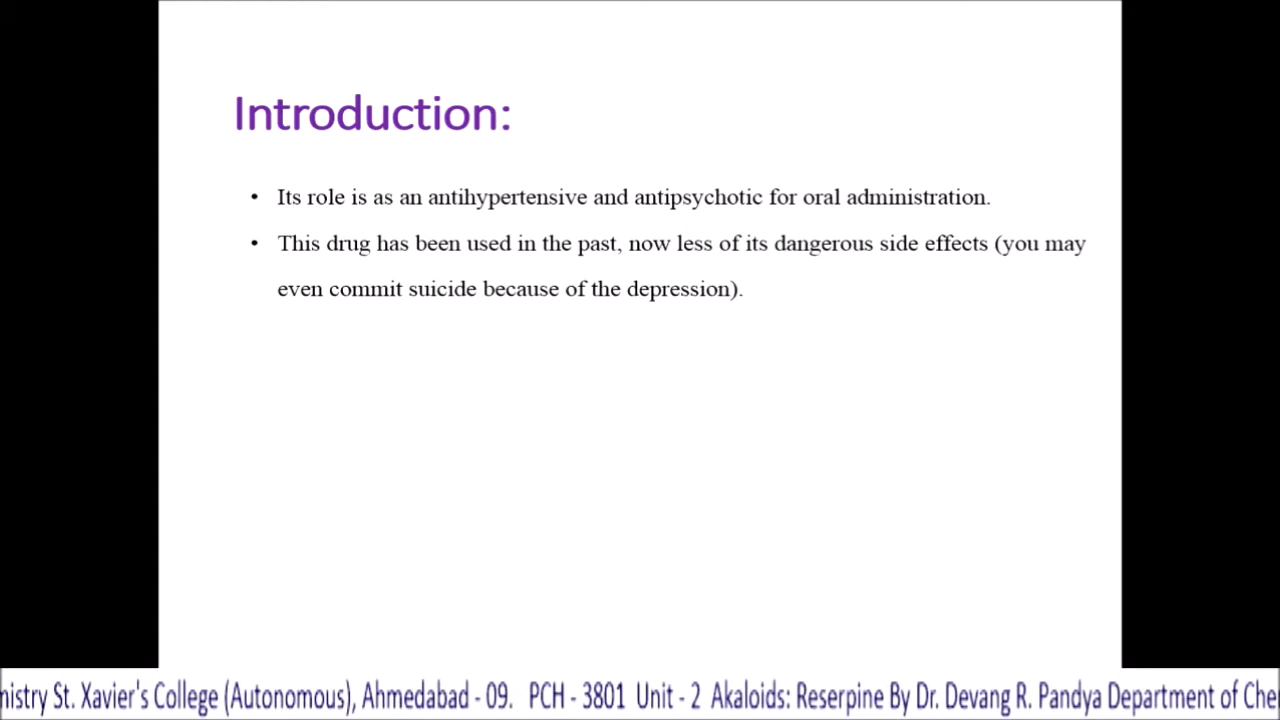 Introduction:
• Its role is as an antihypertensive and antipsychotic for oral administration.
• This drug has been used in the past, now less of its dangerous side effects (you may
even commit suicide because of the depression).
nistry St. Xavier's College (Autonomous), Ahmedabad - 09. PCH - 3801 Unit - 2 Akaloids: Reserpine By Dr. Devang R. Pandya Department of Che